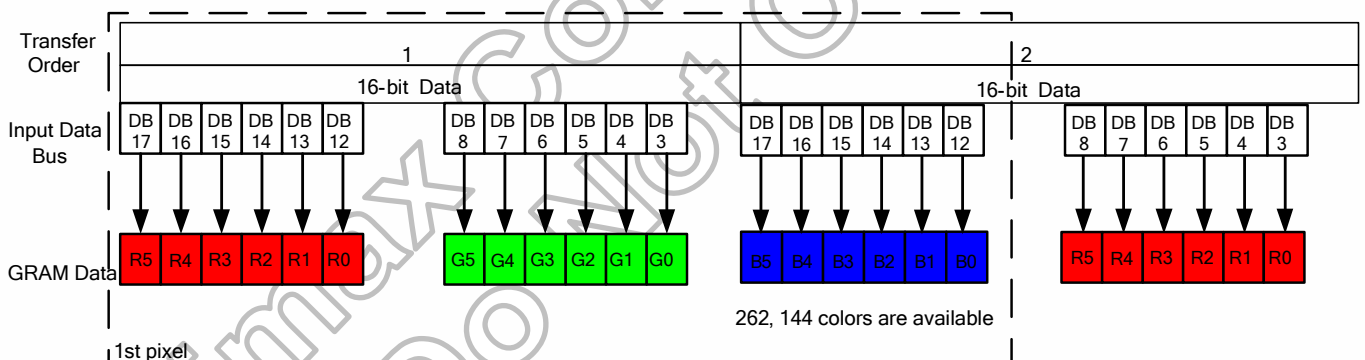 Transfer Order
1
2
16-bit Data
16-bit Data
Input Data Bus
DB 17 DB 16 DB 15 DB 14 DB 13 DB 12
DB 8 DB 7 DB 6 DB 5 DB 4 DB 3
DB 17 DB 16 DB 15 DB 14 DB 13 DB 12
DB 8 DB 7 DB 6 DB 5 DB 4 DB 3
GRAM Data
R5 R4 R3 R2 R1 R0
G5 G4 G3 G2 G1 G0
B5 B4 B3 B2 B1 B0
R5 R4 R3 R2 R1 R0
262, 144 colors are available
1st pixel
Do Not